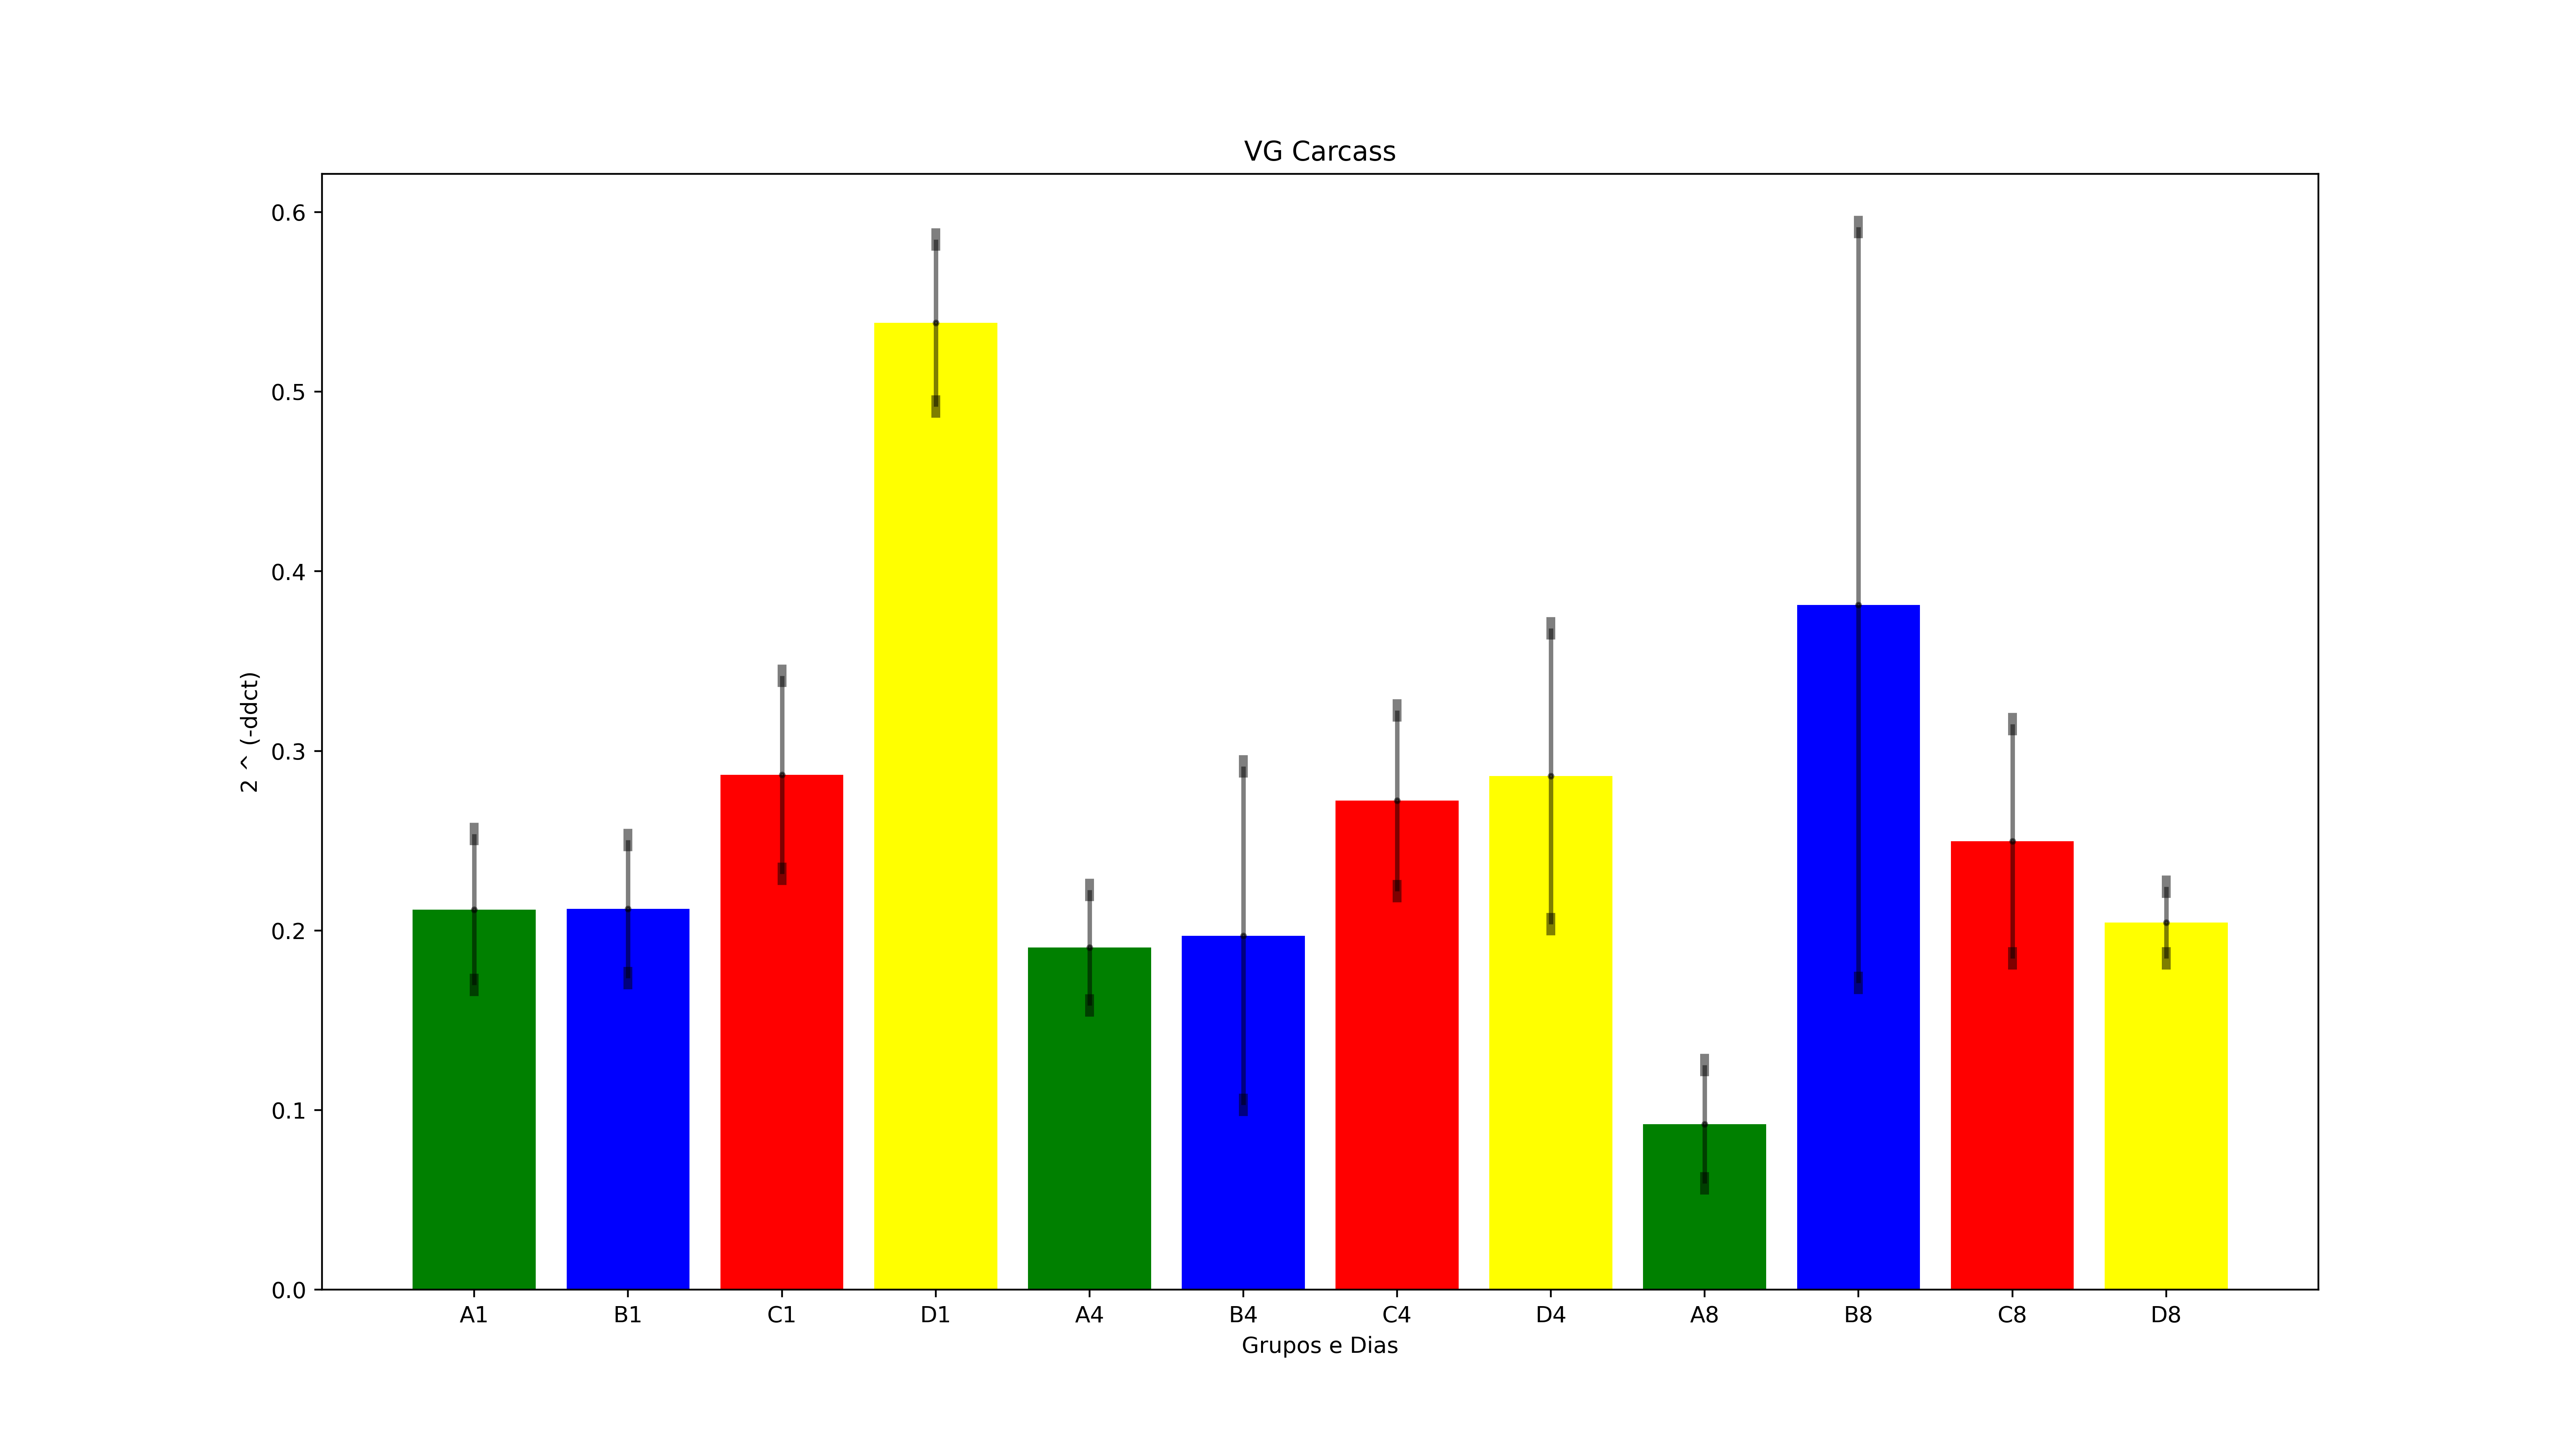 VG Carcass
0.6
0.5
0.4
0.3
0.2
0.1
0.0
2 ^ (-ddct)
A1 B1 C1 D1 A4 B4 C4 D4 A8 B8 C8 D8
Grupos e Dias